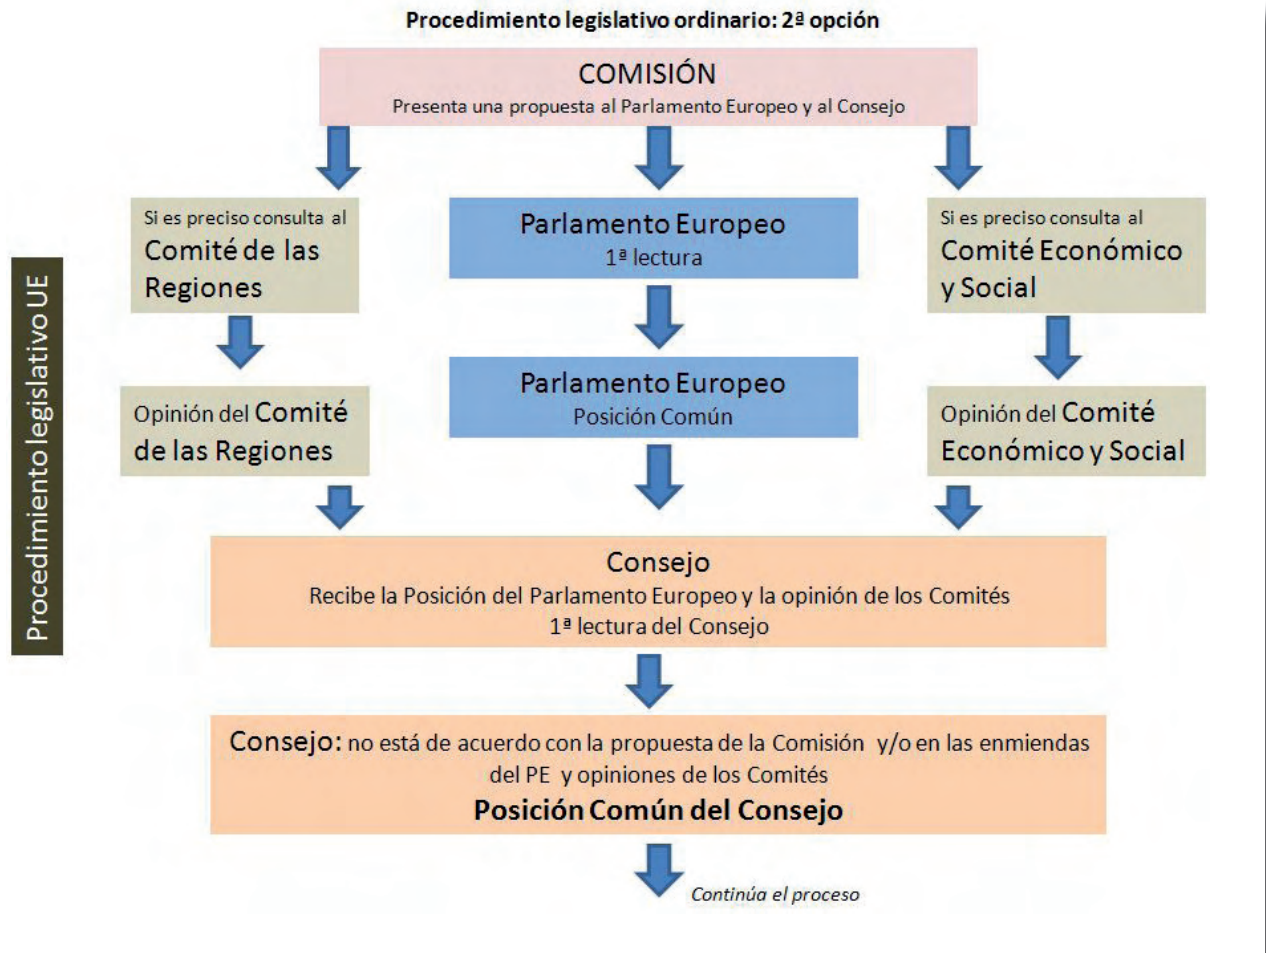 Procedimiento legislativo ordinario: 2ª opción
COMISIÓN
Presenta una propuesta al Parlamento Europeo y al Consejo
Si es preciso consulta al
Comité de las
Regiones
Parlamento Europeo
1ª lectura
Si es preciso consulta al
Comité Económico
y Social
Procedimiento legislativo UE
Opinión del Comité
de las Regiones
Parlamento Europeo
Posición Común
Opinión del Comité
Económico y Social
Consejo
Recibe la Posición del Parlamento Europeo y la opinión de los Comités
1ª lectura del Consejo
Consejo: no está de acuerdo con la propuesta de la Comisión y/o en las enmiendas
del PE y opiniones de los Comités
Posición Común del Consejo
Continúa el proceso